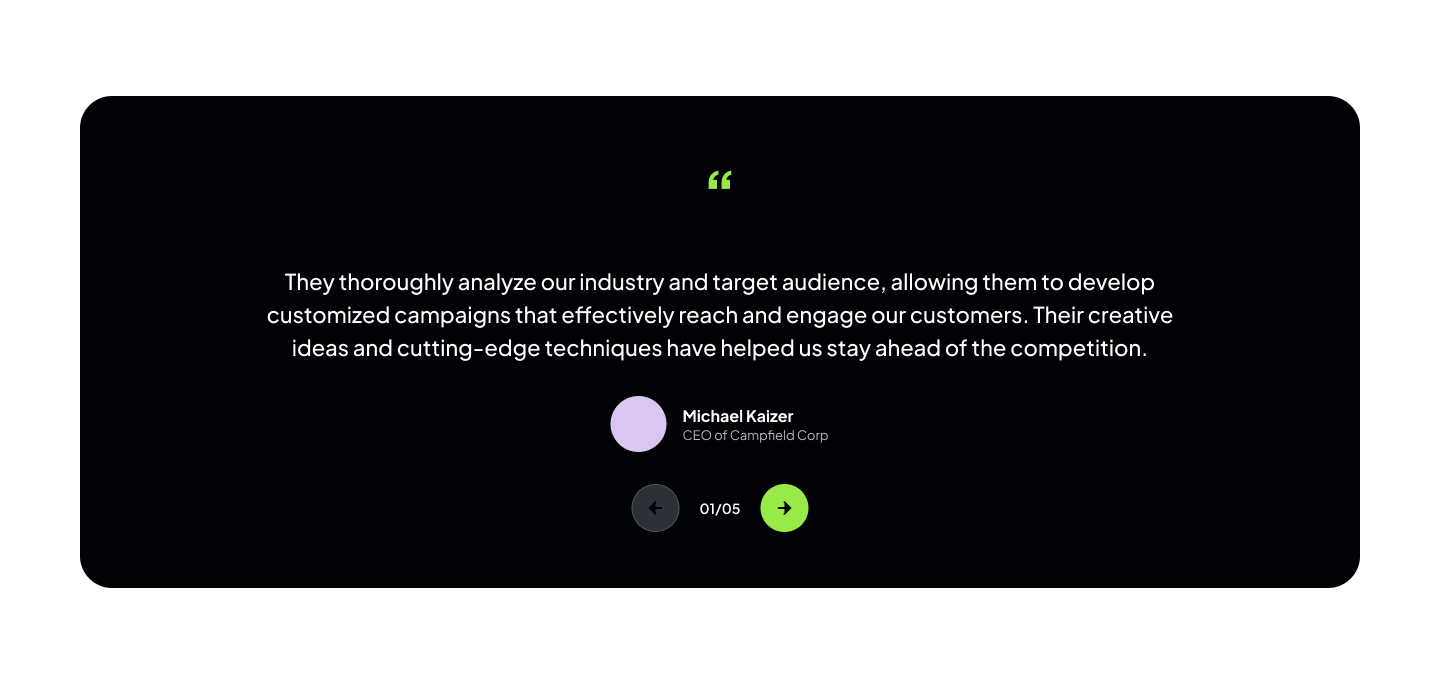 “
They thoroughly analyze our industry and target audience, allowing them to develop
customized campaigns that effectively reach and engage our customers. Their creative
ideas and cutting-edge techniques have helped us stay ahead of the competition.
Michael Kaizer
CEO of Campfield Corp
01/05